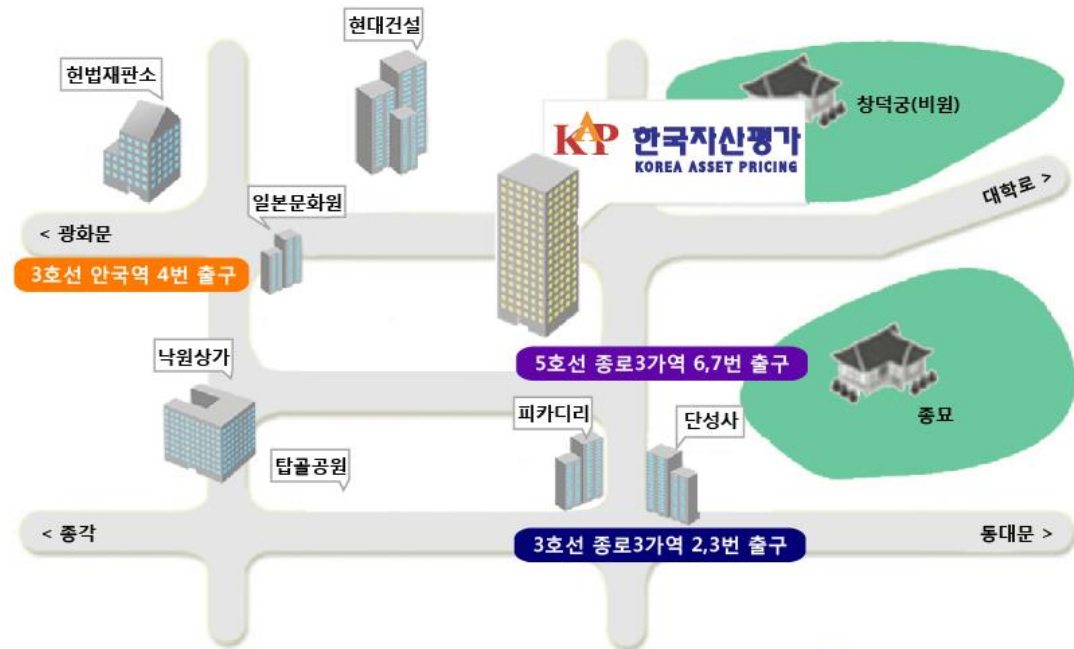 현대건설
헌법재판소
창덕궁(비원)
KAP 한국자산평가
KOREA ASSET PRICING
대학로 >
일본문화원
< 광화문
3호선 안국역 4번 출구
낙원상가
5호선 종로3가역 6,7번 출구
피카디리
단성사
종묘
탑골공원
< 종각
3호선 종로3가역 2,3번 출구
동대문 >